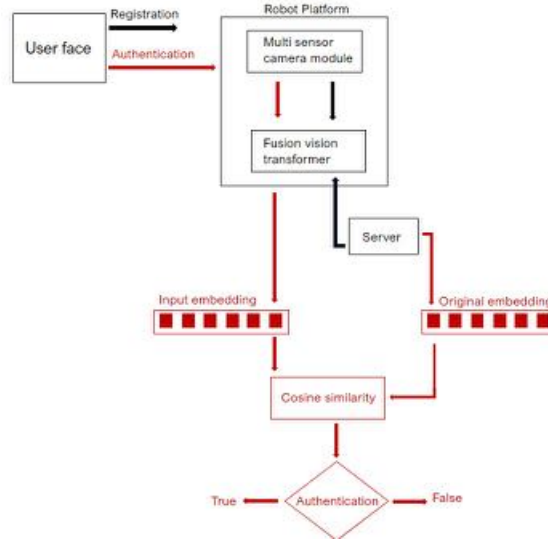 Robot Platform
Registration
User face
Authentication
Multi sensor
camera module
Fusion vision
transformer
Server
Input embedding
Original embedding
Cosine similarity
Authentication
True
False